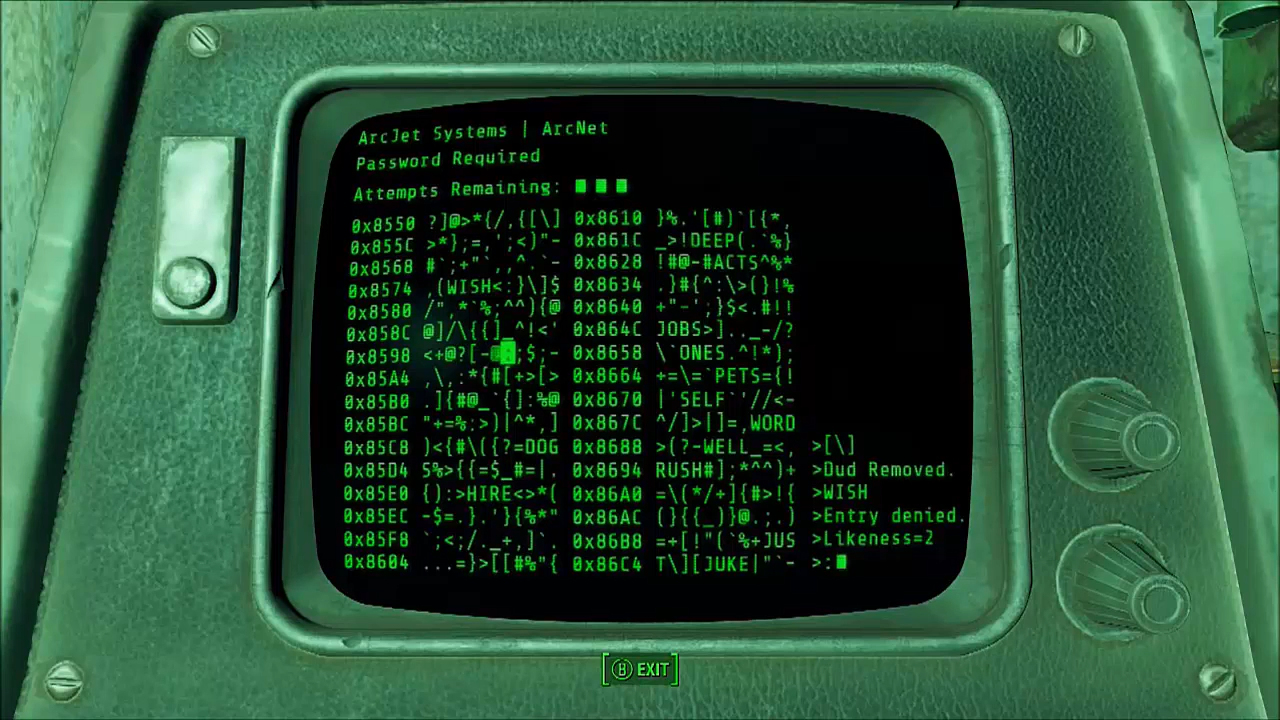 ArcJet Systems | ArcNet
Password Required
Attempts Remaining: ■ ■ ■
0x8550 ?]@>*{/,{[\] 0x8610 }%.'[#)`[{*,
0x855C >*};=,';<)"- 0x861C _>!DEEP(.`%}
0x8568 #`;+"`,,^.`- 0x8628 !#@-#ACTS^%*
0x8574 ,(WISH<:}\]$ 0x8634 .}#{^:\>(}!%
0x8580 /",*`%;^^){@ 0x8640 +"-';}$<.#!!
0x858C @]/\{{]_^!<' 0x864C JOBS>].._-/?
0x8598 <+@?[-@:;$;- 0x8658 \`ONES.^!*);
0x85A4 ,\,:*{#[+>[> 0x8664 +=\=`PETS={!
0x85B0 .]{#@_`{]:%@ 0x8670 |'SELF`'//<-
0x85BC "+=%:>)|^*,] 0x867C ^/]>|]=,WORD
0x85C8 )<{#\({?=DOG 0x8688 >(?-WELL_=<, >[\]
0x85D4 S%>{{=$_#=|. 0x8694 RUSH#];*^^)+ >Dud Removed.
0x85E0 {):>HIRE<>*( 0x86A0 =\(*/+]{#>!{ >WISH
0x85EC -$=.}.'}{%*" 0x86AC (}{{_)}@.;.) >Entry denied.
0x85F8 `;<;/._+,]`. 0x86B8 =+[!"(`%+JUS >Likeness=2
0x8604 ...=}>[[#%"{ 0x86C4 T\][JUKE|"`- >:■
[Ⓑ EXIT]